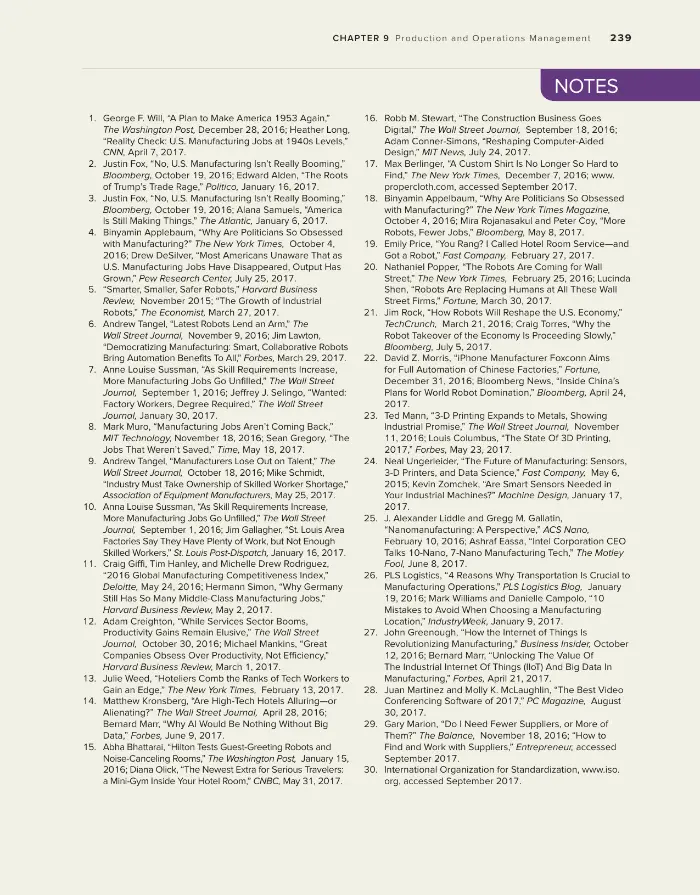 CHAPTER 9 Production and Operations Management 239
NOTES
1. George F. Will, “A Plan to Make America 1953 Again,”
The Washington Post, December 28, 2016; Heather Long,
“Reality Check: U.S. Manufacturing Jobs at 1940s Levels,”
CNN, April 7, 2017.
2. Justin Fox, “No, U.S. Manufacturing Isn’t Really Booming,”
Bloomberg, October 19, 2016; Edward Alden, “The Roots
of Trump’s Trade Rage,” Politico, January 16, 2017.
3. Justin Fox, “No, U.S. Manufacturing Isn’t Really Booming,”
Bloomberg, October 19, 2016; Alana Samuels, “America
Is Still Making Things,” The Atlantic, January 6, 2017.
4. Binyamin Applebaum, “Why Are Politicians So Obsessed
with Manufacturing?” The New York Times, October 4,
2016; Drew DeSilver, “Most Americans Unaware That as
U.S. Manufacturing Jobs Have Disappeared, Output Has
Grown,” Pew Research Center, July 25, 2017.
5. “Smarter, Smaller, Safer Robots,” Harvard Business
Review, November 2015; “The Growth of Industrial
Robots,” The Economist, March 27, 2017.
6. Andrew Tangel, “Latest Robots Lend an Arm,” The
Wall Street Journal, November 9, 2016; Jim Lawton,
“Democratizing Manufacturing: Smart, Collaborative Robots
Bring Automation Benefits To All,” Forbes, March 29, 2017.
7. Anne Louise Sussman, “As Skill Requirements Increase,
More Manufacturing Jobs Go Unfilled,” The Wall Street
Journal, September 1, 2016; Jeffrey J. Selingo, “Wanted:
Factory Workers, Degree Required,” The Wall Street
Journal, January 30, 2017.
8. Mark Muro, “Manufacturing Jobs Aren’t Coming Back,”
MIT Technology, November 18, 2016; Sean Gregory, “The
Jobs That Weren’t Saved,” Time, May 18, 2017.
9. Andrew Tangel, “Manufacturers Lose Out on Talent,” The
Wall Street Journal, October 18, 2016; Mike Schmidt,
“Industry Must Take Ownership of Skilled Worker Shortage,”
Association of Equipment Manufacturers, May 25, 2017.
10. Anna Louise Sussman, “As Skill Requirements Increase,
More Manufacturing Jobs Go Unfilled,” The Wall Street
Journal, September 1, 2016; Jim Gallagher, “St. Louis Area
Factories Say They Have Plenty of Work, but Not Enough
Skilled Workers,” St. Louis Post-Dispatch, January 16, 2017.
11. Craig Giffi, Tim Hanley, and Michelle Drew Rodriguez,
“2016 Global Manufacturing Competitiveness Index,”
Deloitte, May 24, 2016; Hermann Simon, “Why Germany
Still Has So Many Middle-Class Manufacturing Jobs,”
Harvard Business Review, May 2, 2017.
12. Adam Creighton, “While Services Sector Booms,
Productivity Gains Remain Elusive,” The Wall Street
Journal, October 30, 2016; Michael Mankins, “Great
Companies Obsess Over Productivity, Not Efficiency,”
Harvard Business Review, March 1, 2017.
13. Julie Weed, “Hoteliers Comb the Ranks of Tech Workers to
Gain an Edge,” The New York Times, February 13, 2017.
14. Matthew Kronsberg, “Are High-Tech Hotels Alluring—or
Alienating?” The Wall Street Journal, April 28, 2016;
Bernard Marr, “Why AI Would Be Nothing Without Big
Data,” Forbes, June 9, 2017.
15. Abha Bhattarai, “Hilton Tests Guest-Greeting Robots and
Noise-Canceling Rooms,” The Washington Post, January 15,
2016; Diana Olick, “The Newest Extra for Serious Travelers:
a Mini-Gym Inside Your Hotel Room,” CNBC, May 31, 2017.
16. Robb M. Stewart, “The Construction Business Goes
Digital,” The Wall Street Journal, September 18, 2016;
Adam Conner-Simons, “Reshaping Computer-Aided
Design,” MIT News, July 24, 2017.
17. Max Berlinger, “A Custom Shirt Is No Longer So Hard to
Find,” The New York Times, December 7, 2016; www.
propercloth.com, accessed September 2017.
18. Binyamin Appelbaum, “Why Are Politicians So Obsessed
with Manufacturing?” The New York Times Magazine,
October 4, 2016; Mira Rojanasakul and Peter Coy, “More
Robots, Fewer Jobs,” Bloomberg, May 8, 2017.
19. Emily Price, “You Rang? I Called Hotel Room Service—and
Got a Robot,” Fast Company, February 27, 2017.
20. Nathaniel Popper, “The Robots Are Coming for Wall
Street,” The New York Times, February 25, 2016; Lucinda
Shen, “Robots Are Replacing Humans at All These Wall
Street Firms,” Fortune, March 30, 2017.
21. Jim Rock, “How Robots Will Reshape the U.S. Economy,”
TechCrunch, March 21, 2016; Craig Torres, “Why the
Robot Takeover of the Economy Is Proceeding Slowly,”
Bloomberg, July 5, 2017.
22. David Z. Morris, “iPhone Manufacturer Foxconn Aims
for Full Automation of Chinese Factories,” Fortune,
December 31, 2016; Bloomberg News, “Inside China’s
Plans for World Robot Domination,” Bloomberg, April 24,
2017.
23. Ted Mann, “3-D Printing Expands to Metals, Showing
Industrial Promise,” The Wall Street Journal, November
11, 2016; Louis Columbus, “The State Of 3D Printing,
2017,” Forbes, May 23, 2017.
24. Neal Ungerleider, “The Future of Manufacturing: Sensors,
3-D Printers, and Data Science,” Fast Company, May 6,
2015; Kevin Zomchek, “Are Smart Sensors Needed in
Your Industrial Machines?” Machine Design, January 17,
2017.
25. J. Alexander Liddle and Gregg M. Gallatin,
“Nanomanufacturing: A Perspective,” ACS Nano,
February 10, 2016; Ashraf Eassa, “Intel Corporation CEO
Talks 10-Nano, 7-Nano Manufacturing Tech,” The Motley
Fool, June 8, 2017.
26. PLS Logistics, “4 Reasons Why Transportation Is Crucial to
Manufacturing Operations,” PLS Logistics Blog, January
19, 2016; Mark Williams and Danielle Campolo, “10
Mistakes to Avoid When Choosing a Manufacturing
Location,” IndustryWeek, January 9, 2017.
27. John Greenough, “How the Internet of Things Is
Revolutionizing Manufacturing,” Business Insider, October
12, 2016; Bernard Marr, “Unlocking The Value Of
The Industrial Internet Of Things (IIoT) And Big Data In
Manufacturing,” Forbes, April 21, 2017.
28. Juan Martinez and Molly K. McLaughlin, “The Best Video
Conferencing Software of 2017,” PC Magazine, August
30, 2017.
29. Gary Marion, “Do I Need Fewer Suppliers, or More of
Them?” The Balance, November 18, 2016; “How to
Find and Work with Suppliers,” Entrepreneur, accessed
September 2017.
30. International Organization for Standardization, www.iso.
org, accessed September 2017.